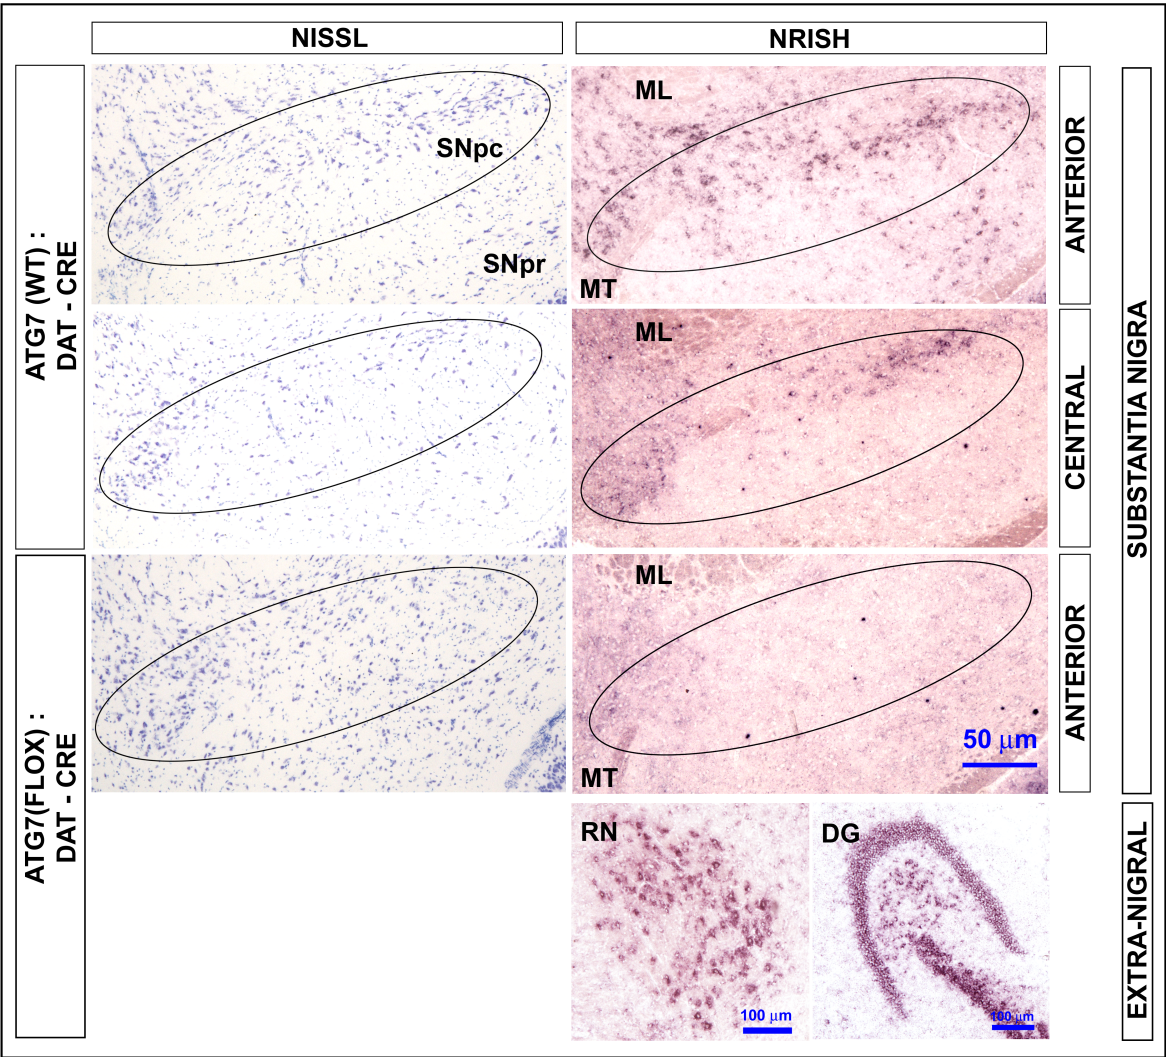 NISSL
NRISH
ATG7 (WT) :
DAT - CRE
SNpc
SNpr
ML
MT
ANTERIOR
ML
CENTRAL
SUBSTANTIA NIGRA
ATG7(FLOX) :
DAT - CRE
ML
MT
50 µm
ANTERIOR
RN
100 µm
DG
100 µm
EXTRA-NIGRAL